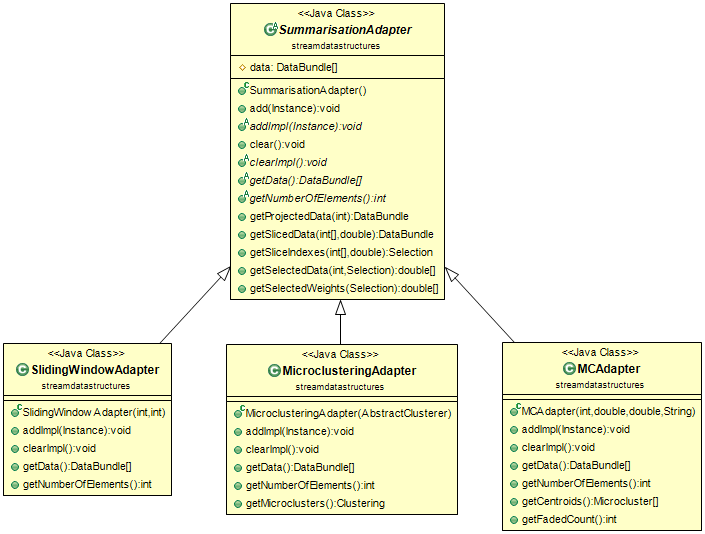 <<Java Class>>
SummarisationAdapter
streamdatastructures
data: DataBundle[]
SummarisationAdapter()
add(Instance):void
addImpl(Instance):void
clear():void
clearImpl():void
getData():DataBundle[]
getNumberOfElements():int
getProjectedData(int):DataBundle
getSlicedData(int[],double):DataBundle
getSliceIndexes(int[],double):Selection
getSelectedData(int,Selection):double[]
getSelectedWeights(Selection):double[]
<<Java Class>>
SlidingWindowAdapter
streamdatastructures
SlidingWindowAdapter(int,int)
addImpl(Instance):void
clearImpl():void
getData():DataBundle[]
getNumberOfElements():int
<<Java Class>>
MicroclusteringAdapter
streamdatastructures
MicroclusteringAdapter(AbstractClusterer)
addImpl(Instance):void
clearImpl():void
getData():DataBundle[]
getNumberOfElements():int
getMicroclusters():Clustering
<<Java Class>>
MCAdapter
streamdatastructures
MCAdapter(int,double,double,String)
addImpl(Instance):void
clearImpl():void
getData():DataBundle[]
getNumberOfElements():int
getCentroids():Microcluster[]
getFadedCount():int